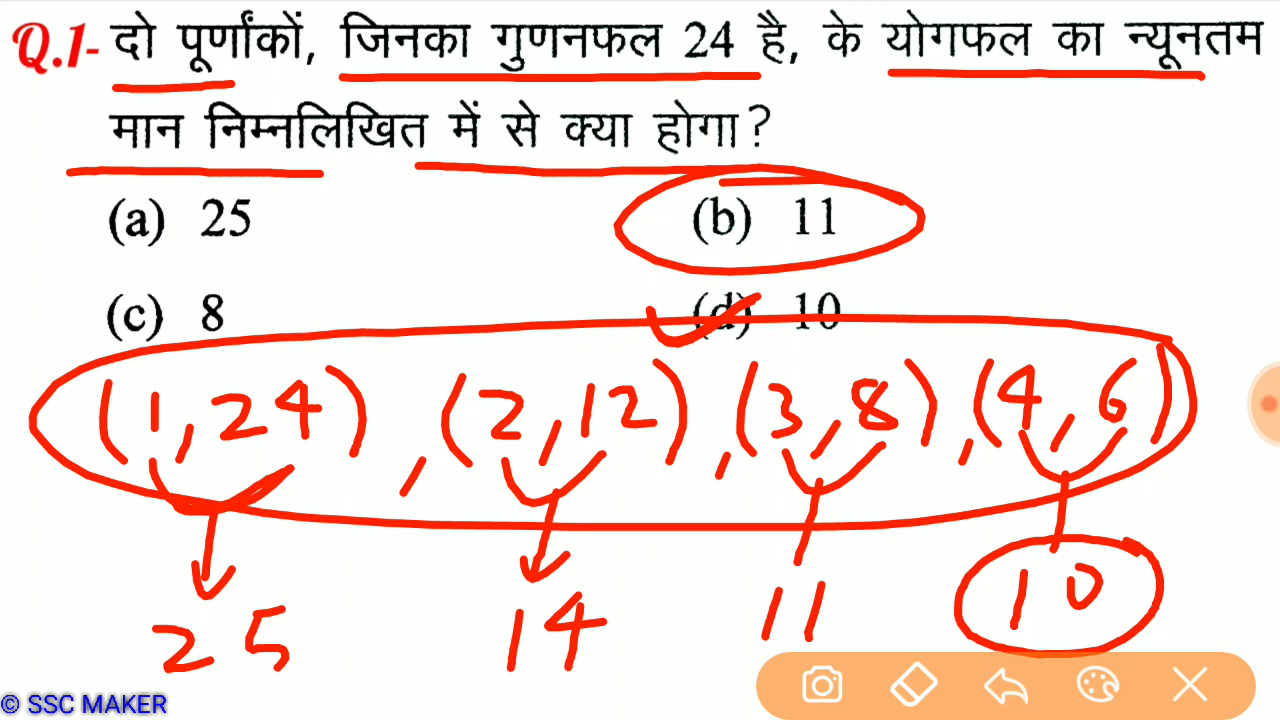 Q.1- दो पूर्णांकों, जिनका गुणनफल 24 है, के योगफल का न्यूनतम
मान निम्नलिखित में से क्या होगा?
(a) 25 (b) 11
(c) 8 (d) 10
(1,24), (2,12), (3,8), (4,6)
25 14 11 10
© SSC MAKER